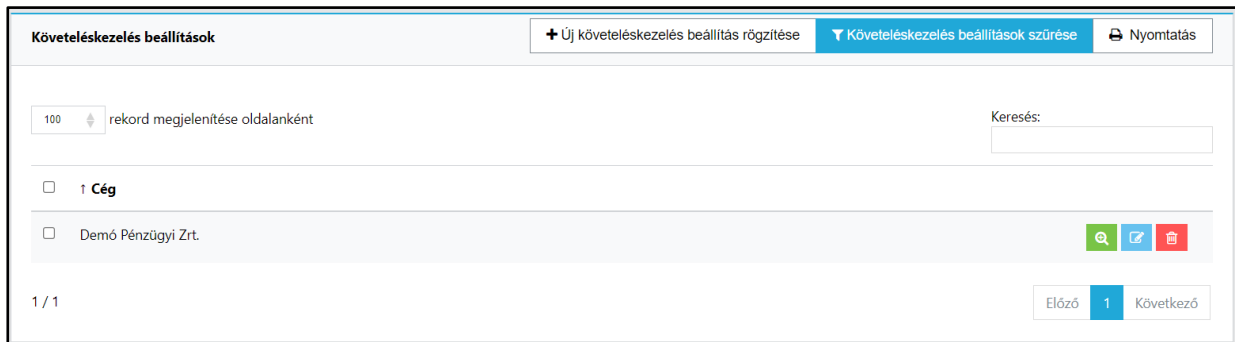 Követeléskezelés beállítások
+ Új követeléskezelés beállítás rögzítése
Követeléskezelés beállítások szűrése
Nyomtatás
100 rekord megjelenítése oldalanként
Keresés:
↑ Cég
Demó Pénzügyi Zrt.
1 / 1
Előző 1 Következő